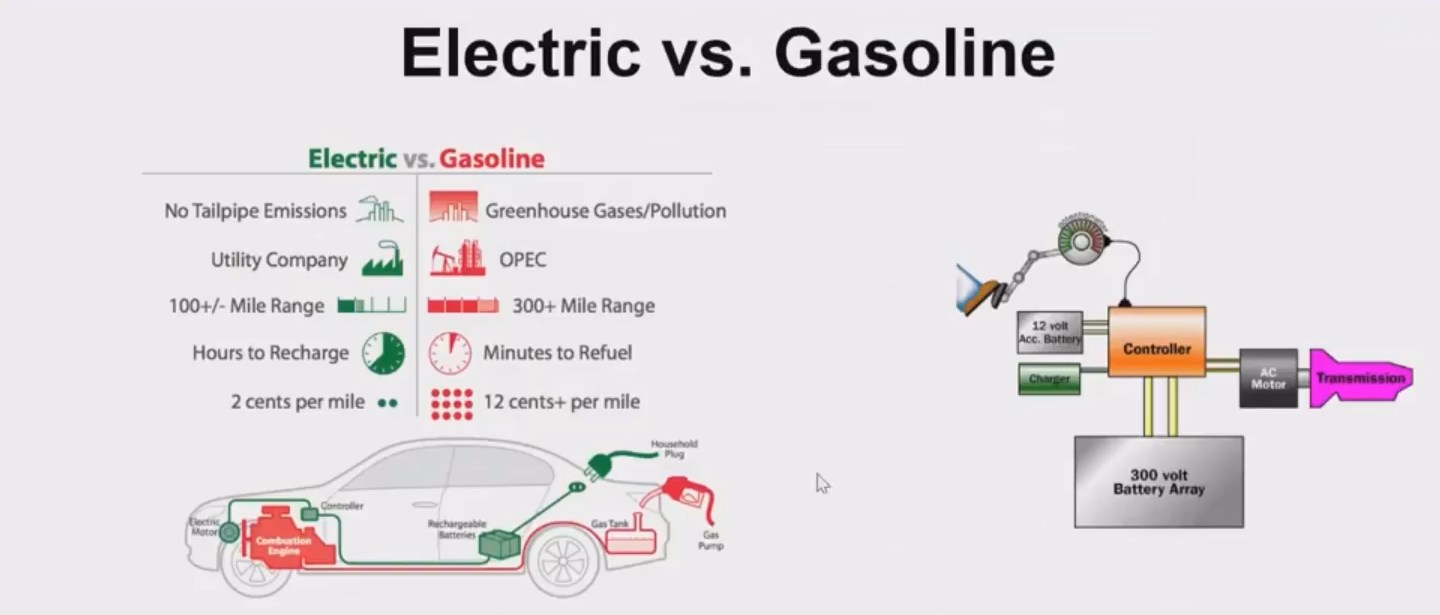 Electric vs. Gasoline
Electric vs. Gasoline
No Tailpipe Emissions
Greenhouse Gases/Pollution
Utility Company
OPEC
100+/- Mile Range
300+ Mile Range
Hours to Recharge
Minutes to Refuel
2 cents per mile
12 cents+ per mile
Household
Plug
Controller
Electric
Motor
Combustion
Engine
Rechargeable
Batteries
Gas Tank
Gas
Pump
12 volt
Acc. Battery
Controller
Charger
AC
Motor
Transmission
300 volt
Battery Array